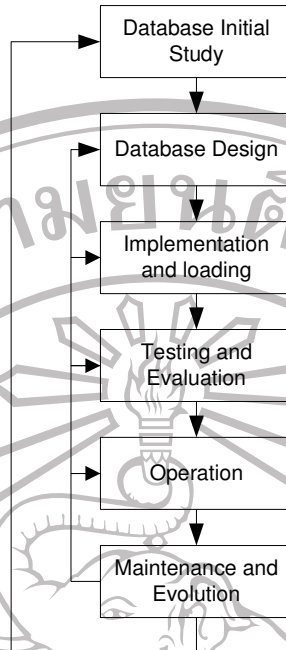 Database Initial
Study
Database Design
Implementation
and loading
Testing and
Evaluation
Operation
Maintenance and
Evolution